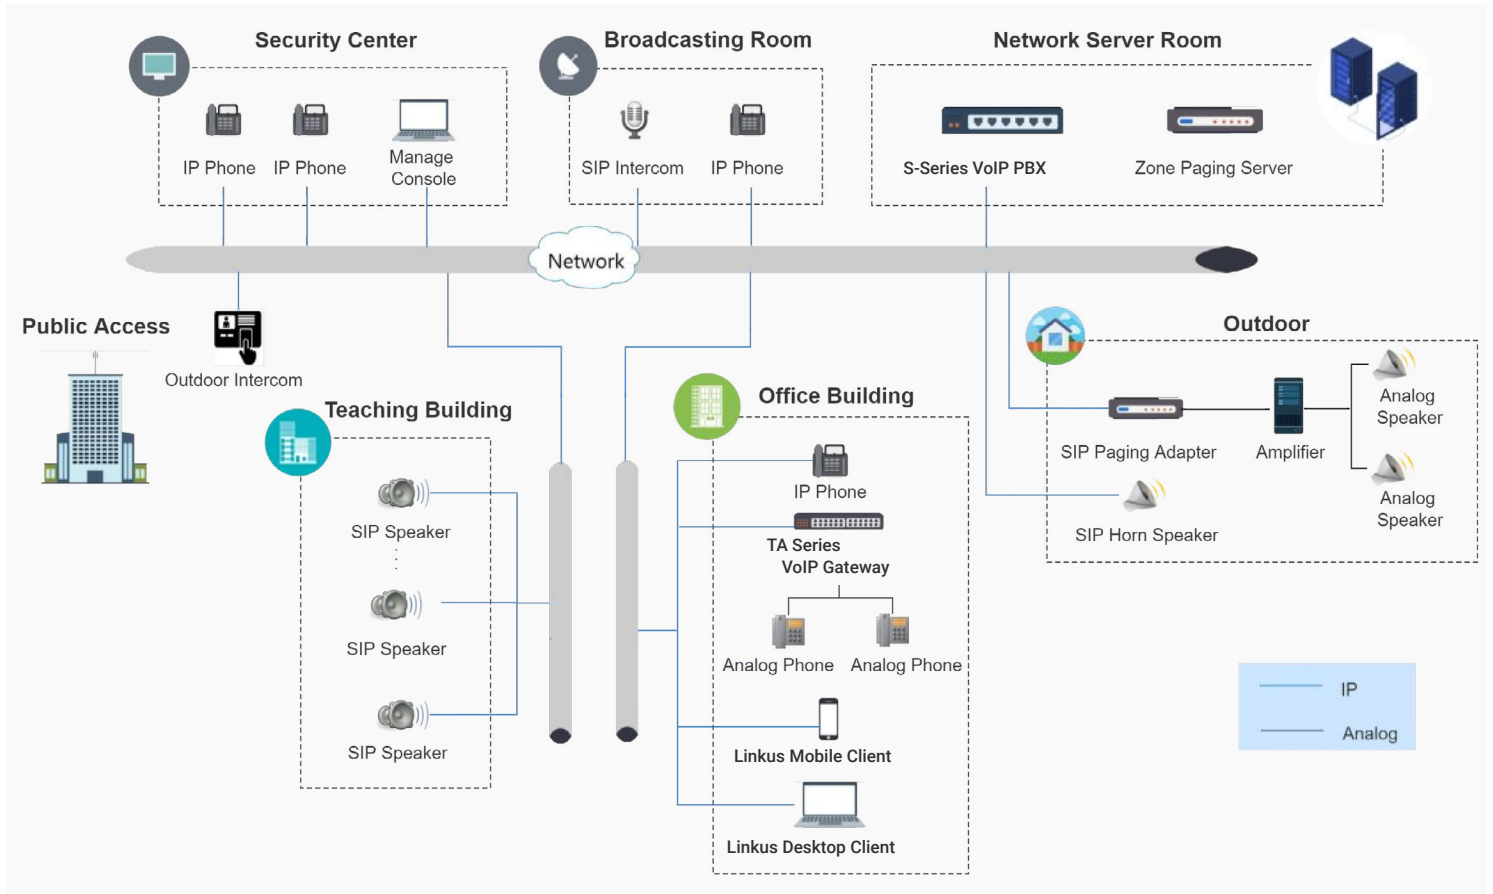 Security Center
Broadcasting Room
Network Server Room
IP Phone
IP Phone
Manage
Console
SIP Intercom
IP Phone
S-Series VoIP PBX
Zone Paging Server
Network
Public Access
Outdoor Intercom
Outdoor
Analog
Speaker
SIP Paging Adapter
Amplifier
Analog
Speaker
SIP Horn Speaker
Teaching Building
SIP Speaker
SIP Speaker
SIP Speaker
Office Building
IP Phone
TA Series
VoIP Gateway
Analog Phone
Analog Phone
Linkus Mobile Client
Linkus Desktop Client
IP
Analog